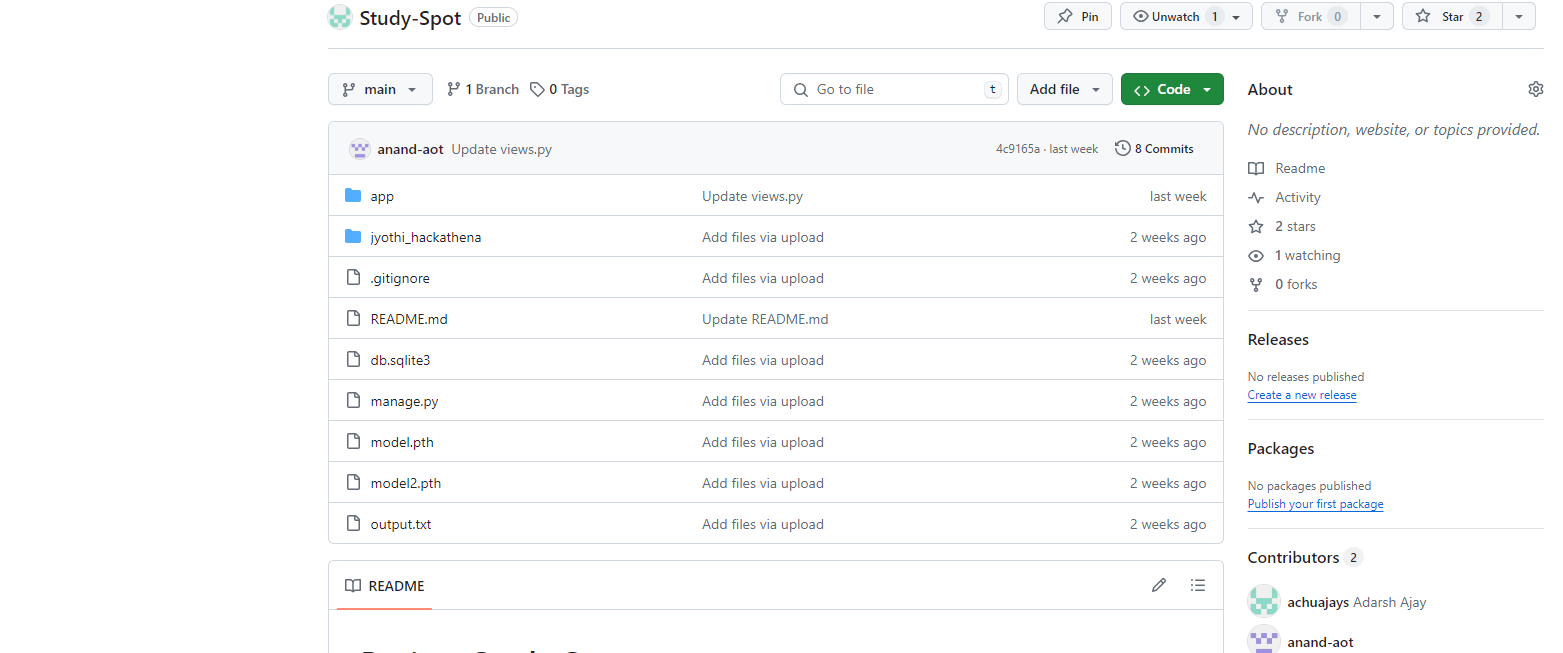 Study-Spot Public Pin Unwatch 1 Fork 0 Star 2
main 1 Branch 0 Tags Go to file t Add file Code
anand-aot Update views.py 4c9165a · last week 8 Commits
app Update views.py last week
jyothi_hackathena Add files via upload 2 weeks ago
.gitignore Add files via upload 2 weeks ago
README.md Update README.md last week
db.sqlite3 Add files via upload 2 weeks ago
manage.py Add files via upload 2 weeks ago
model.pth Add files via upload 2 weeks ago
model2.pth Add files via upload 2 weeks ago
output.txt Add files via upload 2 weeks ago
README
About
No description, website, or topics provided.
Readme
Activity
2 stars
1 watching
0 forks
Releases
No releases published
Create a new release
Packages
No packages published
Publish your first package
Contributors 2
achuajays Adarsh Ajay
anand-aot